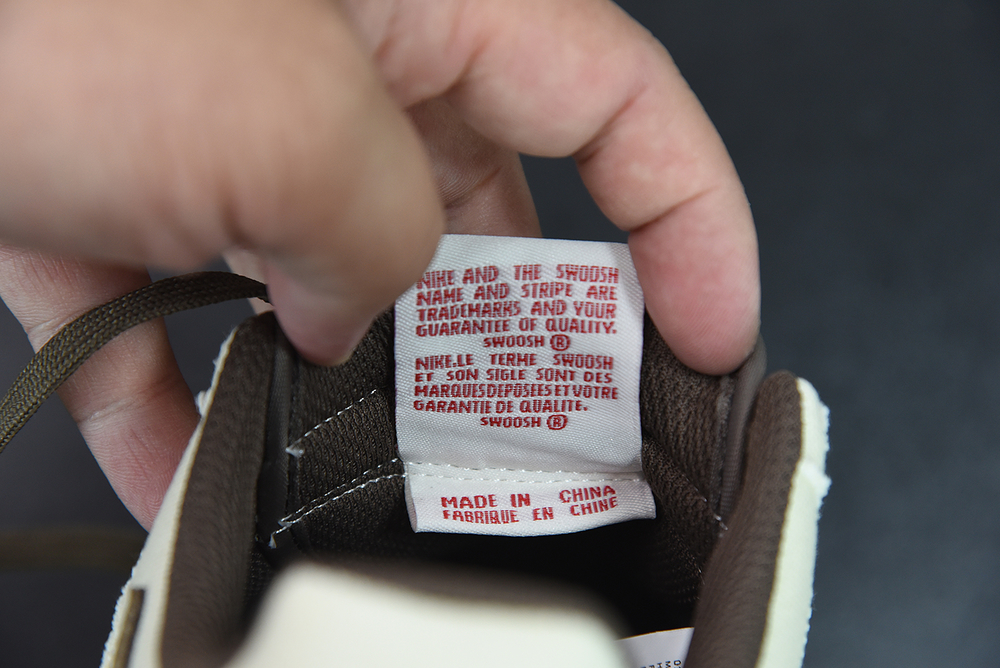 NIKE AND THE SWOOSH
NAME AND STRIPE ARE
TRADEMARKS AND YOUR
GUARANTEE OF QUALITY.
SWOOSH ®
NIKE.LE TERME SWOOSH
ET SON SIGLE SONT DES
MARQUES DEPOSEES ET VOTRE
GARANTIE DE QUALITE.
SWOOSH ®
MADE IN CHINA
FABRIQUE EN CHINE